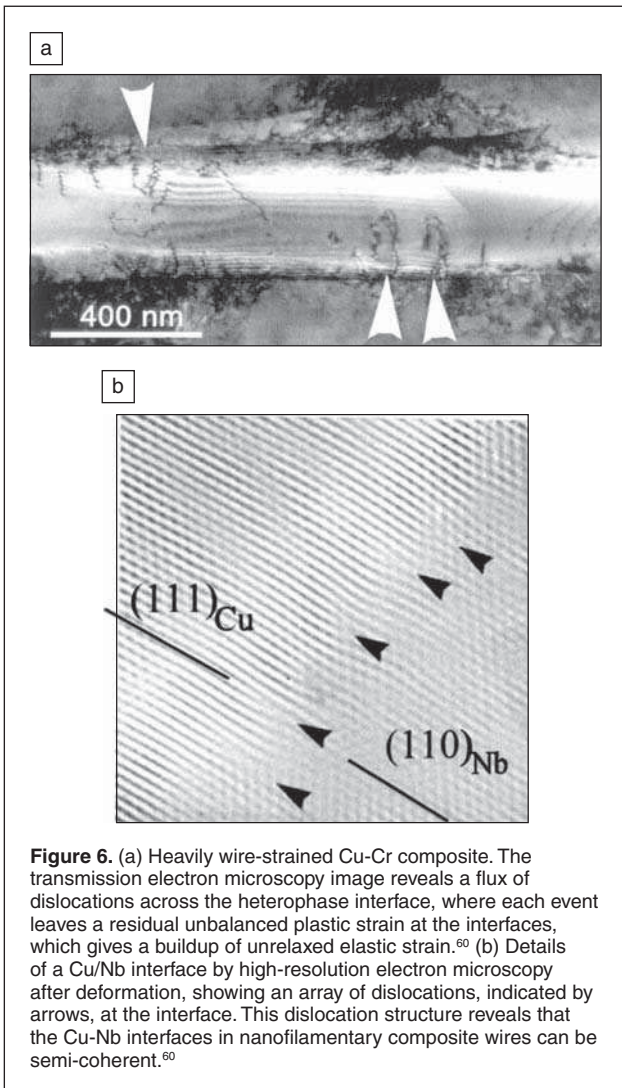 a
400 nm
b
(111)Cu
(110)Nb
Figure 6. (a) Heavily wire-strained Cu-Cr composite. The
transmission electron microscopy image reveals a flux of
dislocations across the heterophase interface, where each event
leaves a residual unbalanced plastic strain at the interfaces,
which gives a buildup of unrelaxed elastic strain.60 (b) Details
of a Cu/Nb interface by high-resolution electron microscopy
after deformation, showing an array of dislocations, indicated by
arrows, at the interface. This dislocation structure reveals that
the Cu-Nb interfaces in nanofilamentary composite wires can be
semi-coherent.60